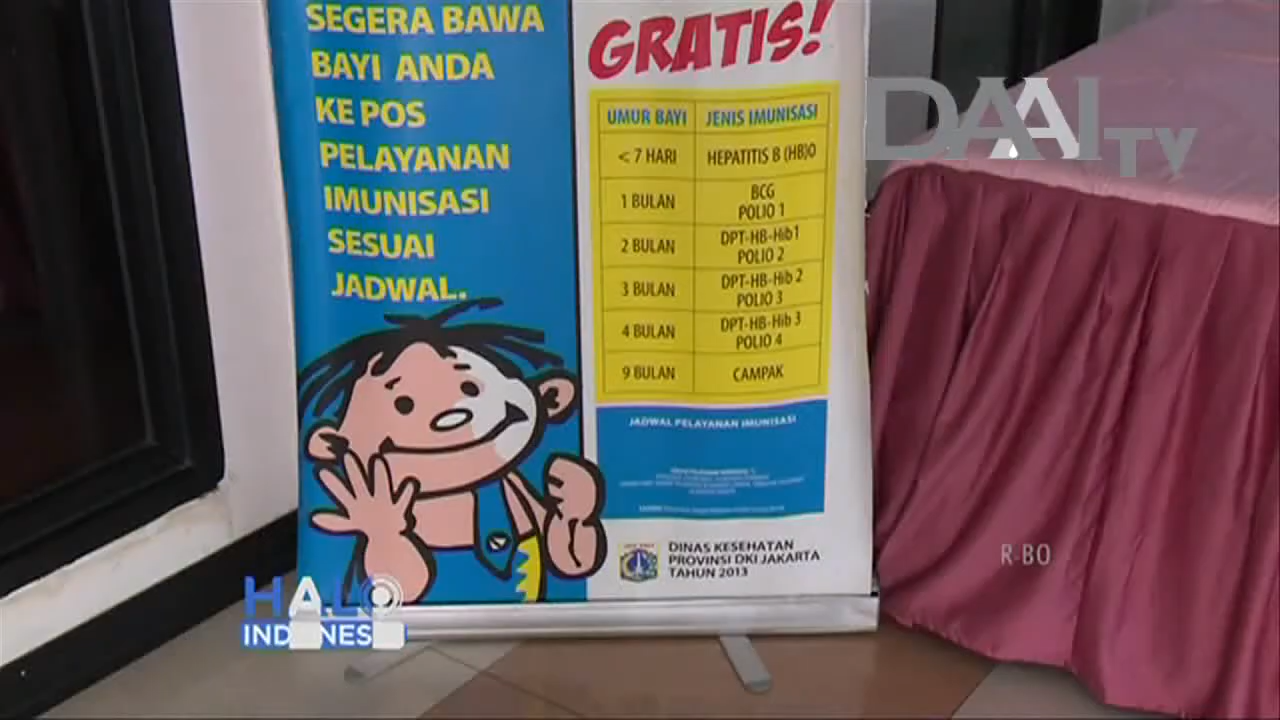 SEGERA BAWA
BAYI ANDA
KE POS
PELAYANAN
IMUNISASI
SESUAI
JADWAL.
GRATIS!
UMUR BAYI JENIS IMUNISASI
< 7 HARI HEPATITIS B (HB)0
1 BULAN BCG
POLIO 1
2 BULAN DPT-HB-Hib1
POLIO 2
3 BULAN DPT-HB-Hib 2
POLIO 3
4 BULAN DPT-HB-Hib 3
POLIO 4
9 BULAN CAMPAK
JADWAL PELAYANAN IMUNISASI
DINAS KESEHATAN
PROVINSI DKI JAKARTA
TAHUN 2013
DAAI TV
R-BO
HALO
INDONESI